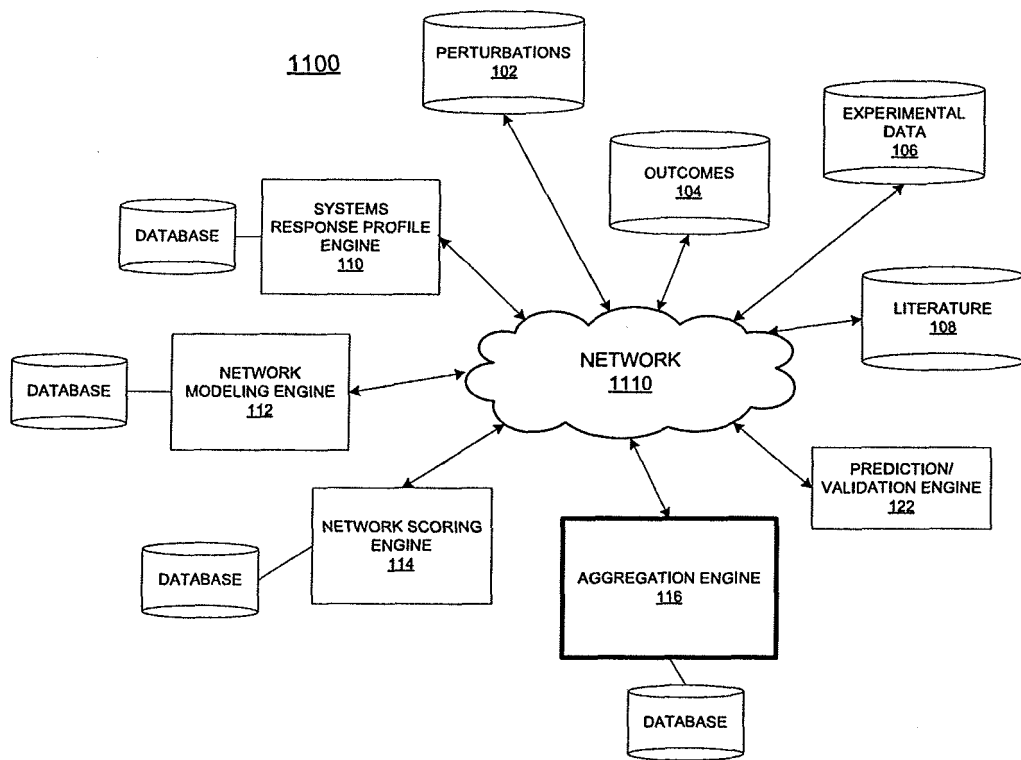 1100
PERTURBATIONS
102
EXPERIMENTAL
DATA
106
OUTCOMES
104
SYSTEMS
RESPONSE PROFILE
ENGINE
110
DATABASE
LITERATURE
108
NETWORK
1110
NETWORK
MODELING ENGINE
112
DATABASE
PREDICTION/
VALIDATION ENGINE
122
NETWORK SCORING
ENGINE
114
DATABASE
AGGREGATION ENGINE
116
DATABASE